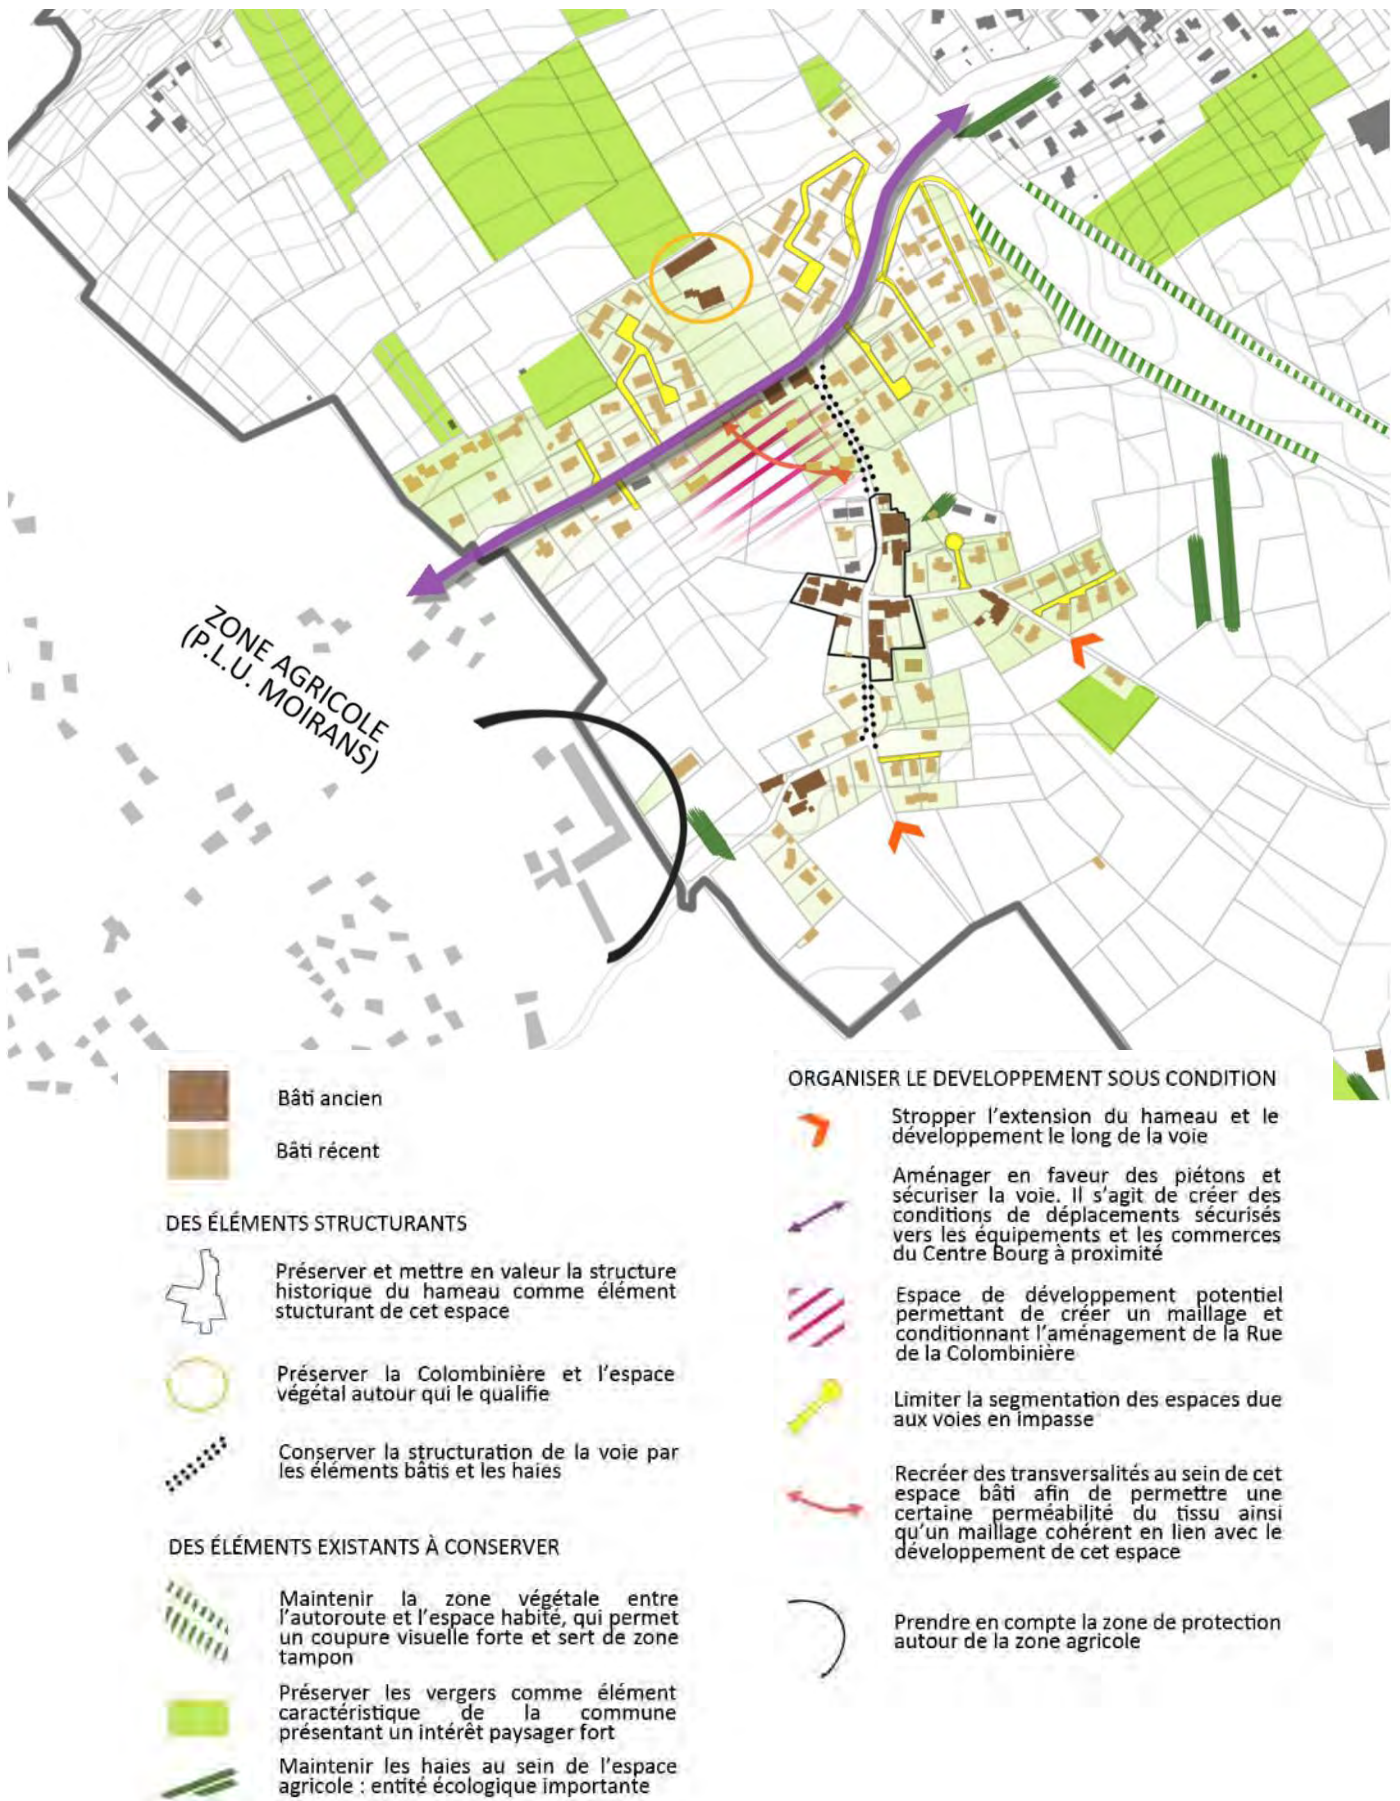 ZONE AGRICOLE
(P.L.U. MOIRANS)
Bâti ancien
Bâti récent
DES ÉLÉMENTS STRUCTURANTS
Préserver et mettre en valeur la structure
historique du hameau comme élément
stucturant de cet espace
Préserver la Colombinière et l'espace
végétal autour qui le qualifie
Conserver la structuration de la voie par
les éléments bâtis et les haies
DES ÉLÉMENTS EXISTANTS À CONSERVER
Maintenir la zone végétale entre
l'autoroute et l'espace habité, qui permet
un coupure visuelle forte et sert de zone
tampon
Préserver les vergers comme élément
caractéristique de la commune
présentant un intérêt paysager fort
Maintenir les haies au sein de l'espace
agricole : entité écologique importante
ORGANISER LE DEVELOPPEMENT SOUS CONDITION
Stropper l'extension du hameau et le
développement le long de la voie
Aménager en faveur des piétons et
sécuriser la voie. Il s'agit de créer des
conditions de déplacements sécurisés
vers les équipements et les commerces
du Centre Bourg à proximité
Espace de développement potentiel
permettant de créer un maillage et
conditionnant l'aménagement de la Rue
de la Colombinière
Limiter la segmentation des espaces due
aux voies en impasse
Recréer des transversalités au sein de cet
espace bâti afin de permettre une
certaine perméabilité du tissu ainsi
qu'un maillage cohérent en lien avec le
développement de cet espace
Prendre en compte la zone de protection
autour de la zone agricole